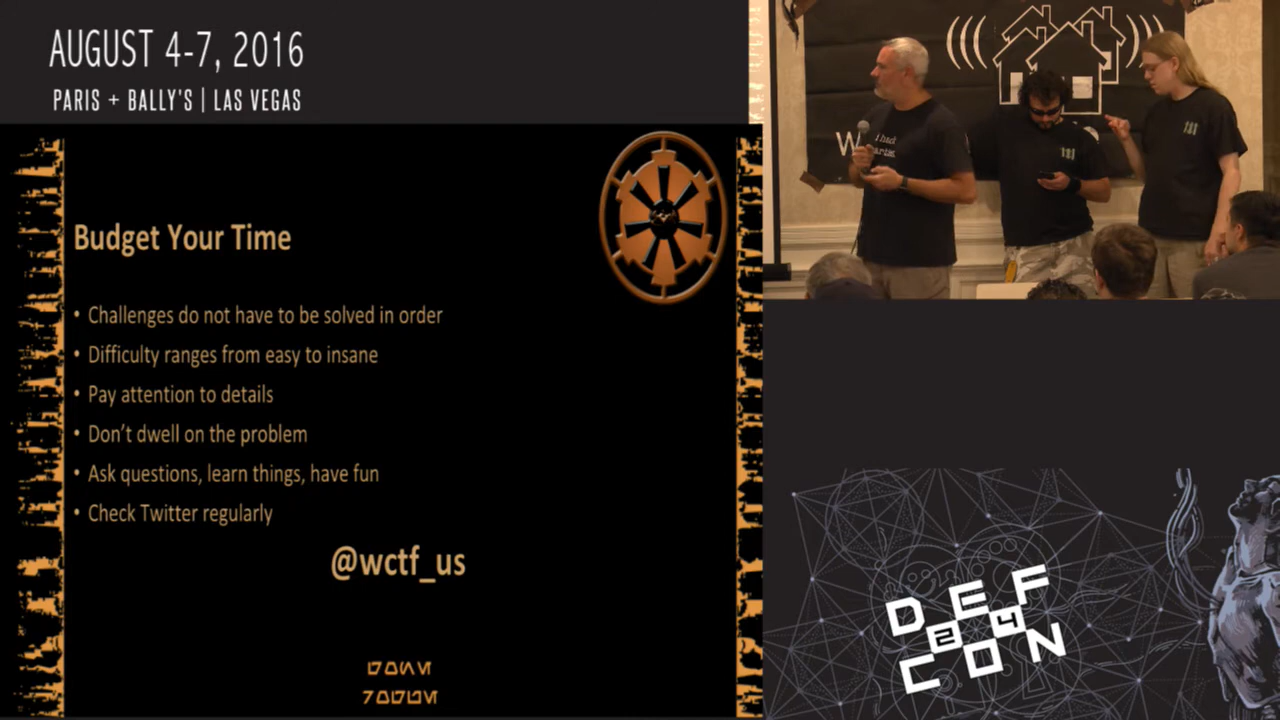 AUGUST 4-7, 2016
PARIS + BALLY'S | LAS VEGAS
Budget Your Time
• Challenges do not have to be solved in order
• Difficulty ranges from easy to insane
• Pay attention to details
• Don't dwell on the problem
• Ask questions, learn things, have fun
• Check Twitter regularly
@wctf_us
DEF
24
CON